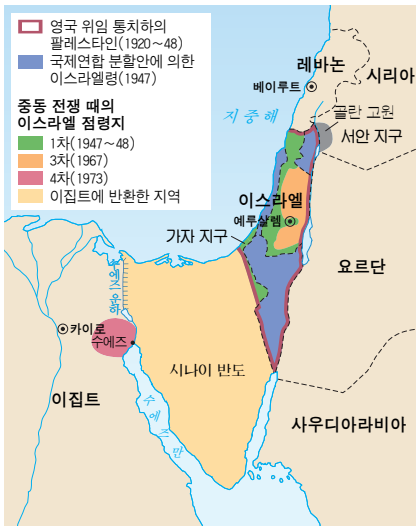 영국 위임 통치하의
팔레스타인(1920~48)
국제연합 분할안에 의한
이스라엘령(1947)
중동 전쟁 때의
이스라엘 점령지
1차(1947~48)
3차(1967)
4차(1973)
이집트에 반환한 지역
레바논
베이루트
시리아
지중해
골란 고원
서안 지구
이스라엘
예루살렘
가자 지구
요르단
수에즈 운하
카이로
수에즈
시나이 반도
이집트
수에즈 만
사우디아라비아